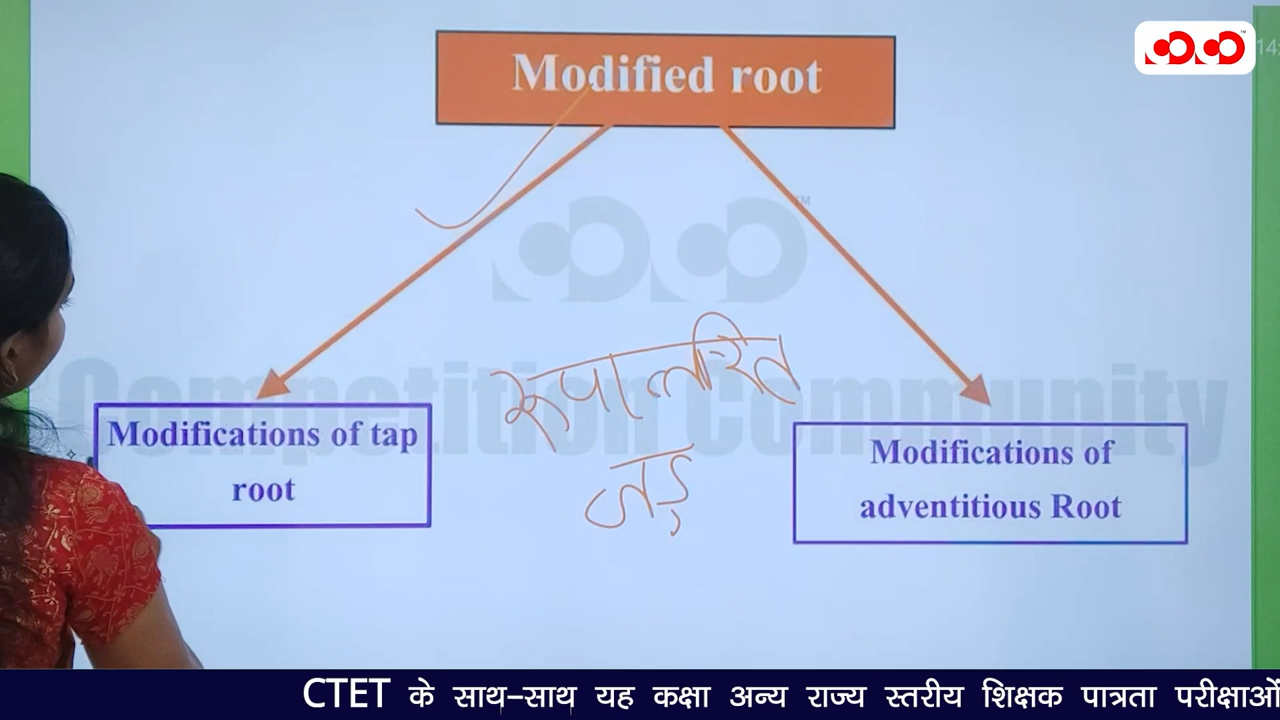 Modified root
Modifications of tap
root
Modifications of
adventitious Root
रूपान्तरित
जड़
Competition Community
CTET के साथ-साथ यह कक्षा अन्य राज्य स्तरीय शिक्षक पात्रता परीक्षाओं